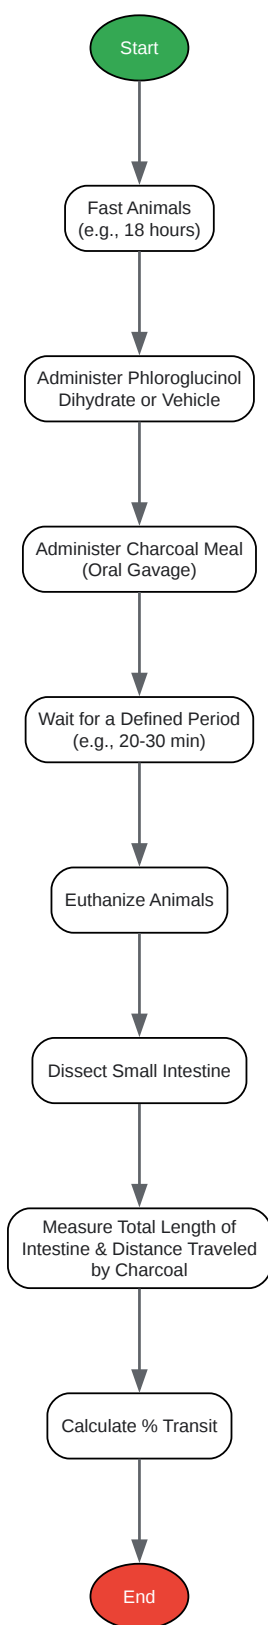 Start
Fast Animals
(e.g., 18 hours)
Administer Phloroglucinol
Dihydrate or Vehicle
Administer Charcoal Meal
(Oral Gavage)
Wait for a Defined Period
(e.g., 20-30 min)
Euthanize Animals
Dissect Small Intestine
Measure Total Length of
Intestine & Distance Traveled
by Charcoal
Calculate % Transit
End